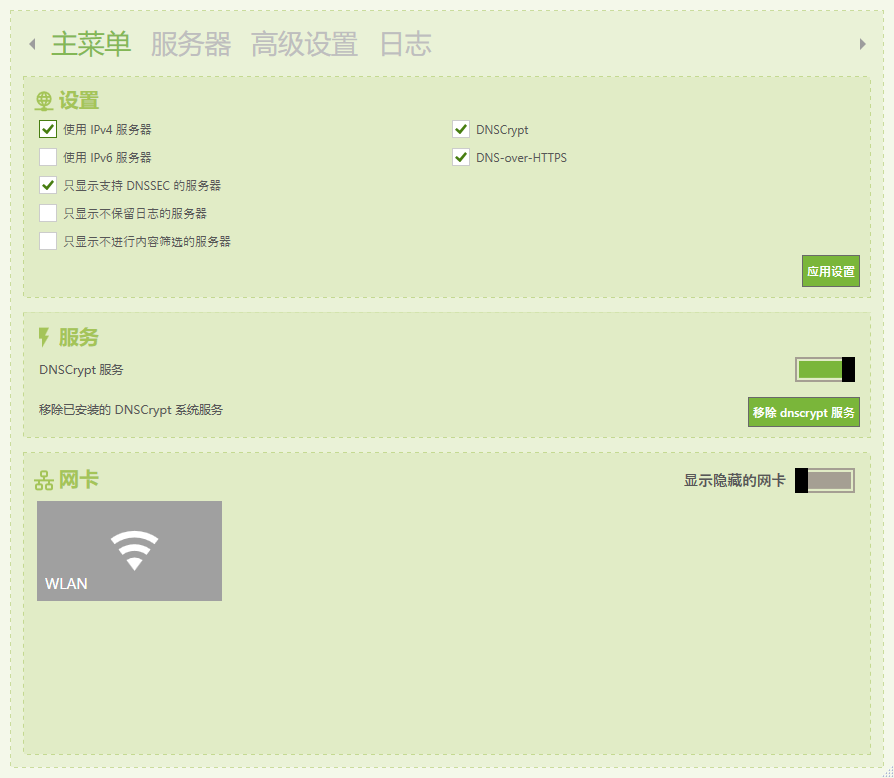 主菜单 服务器 高级设置 日志
设置
使用 IPv4 服务器
DNSCrypt
使用 IPv6 服务器
DNS-over-HTTPS
只显示支持 DNSSEC 的服务器
只显示不保留日志的服务器
只显示不进行内容筛选的服务器
应用设置
服务
DNSCrypt 服务
移除已安装的 DNSCrypt 系统服务
移除 dnscrypt 服务
网卡
显示隐藏的网卡
WLAN